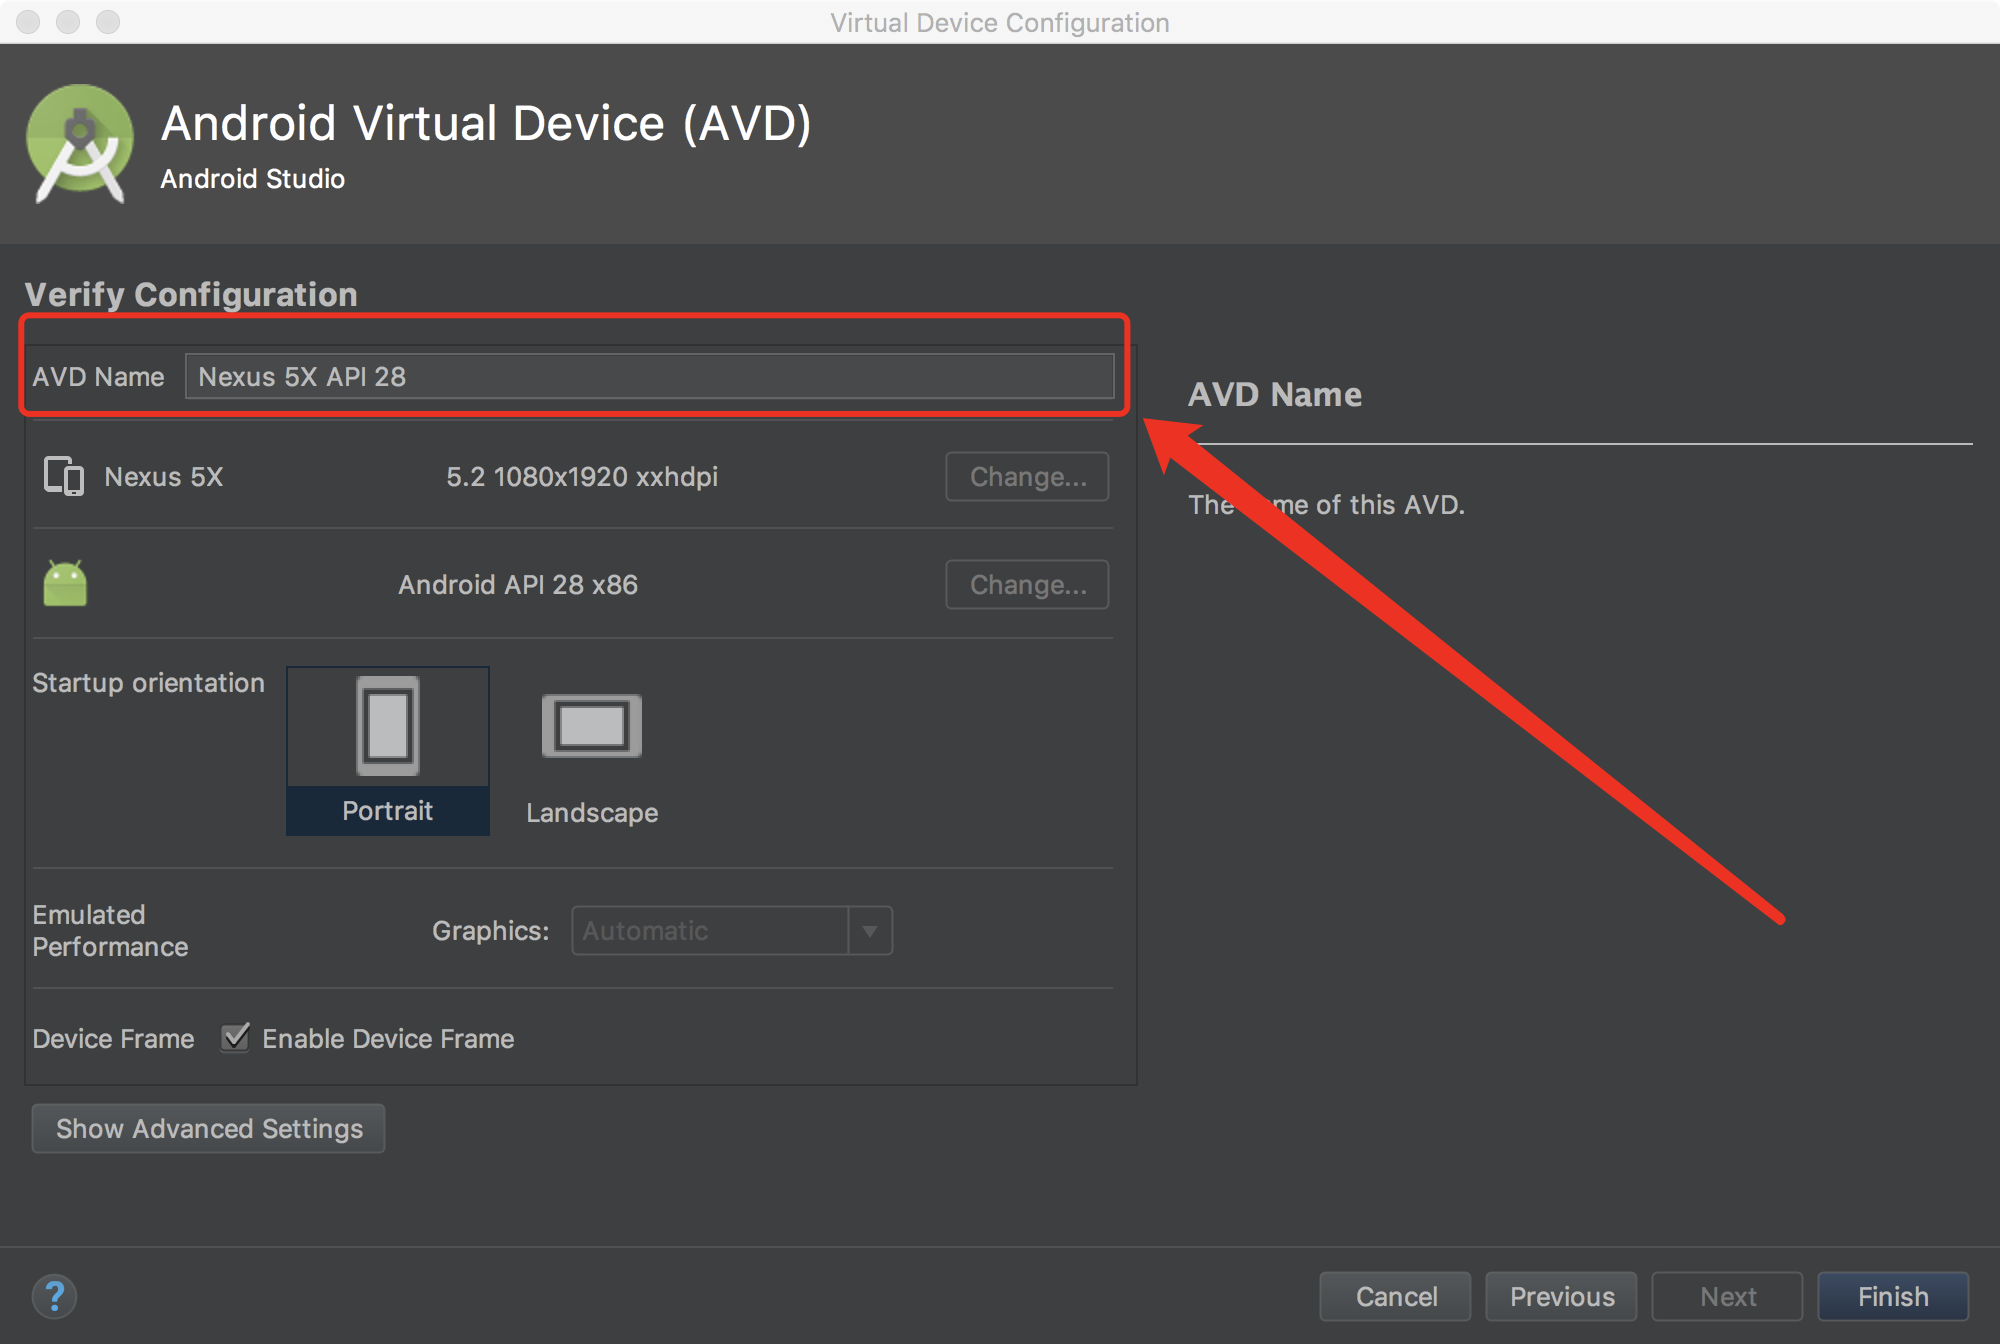 Virtual Device Configuration
Android Virtual Device (AVD)
Android Studio
Verify Configuration
AVD Name Nexus 5X API 28
Nexus 5X 5.2 1080x1920 xxhdpi Change...
Android API 28 x86 Change...
Startup orientation
Portrait Landscape
Emulated
Performance
Graphics: Automatic
Device Frame Enable Device Frame
Show Advanced Settings
AVD Name
The me of this AVD.
?
Cancel Previous Next Finish